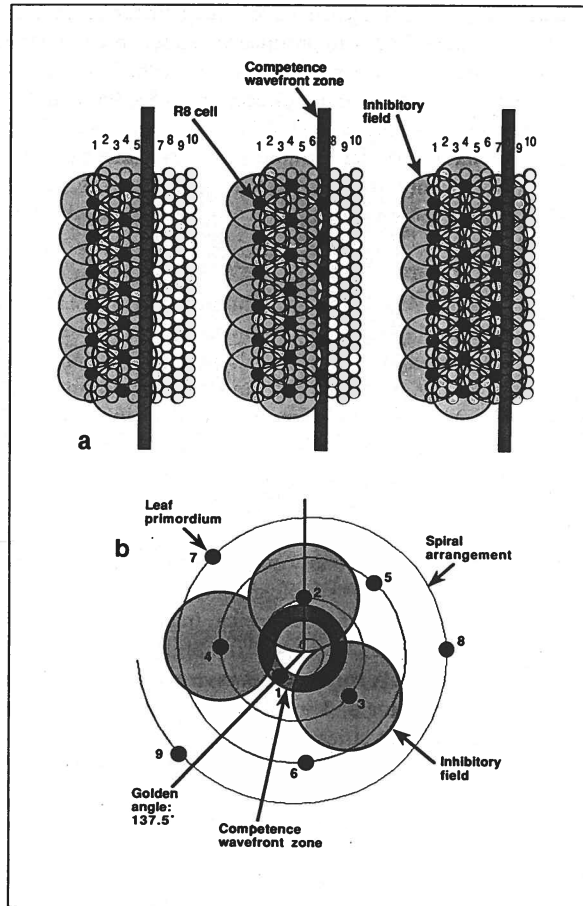 Competence
wavefront zone
R8 cell
Inhibitory
field
1 2 3 4 5 7 8 9 10
1 2 3 4 5 6 8 9 10
1 2 3 4 5 6 7 9 10
a
b
Leaf
primordium
7
Spiral
arrangement
2
5
4
8
1
3
9
6
Inhibitory
field
Golden
angle:
137.5°
Competence
wavefront zone